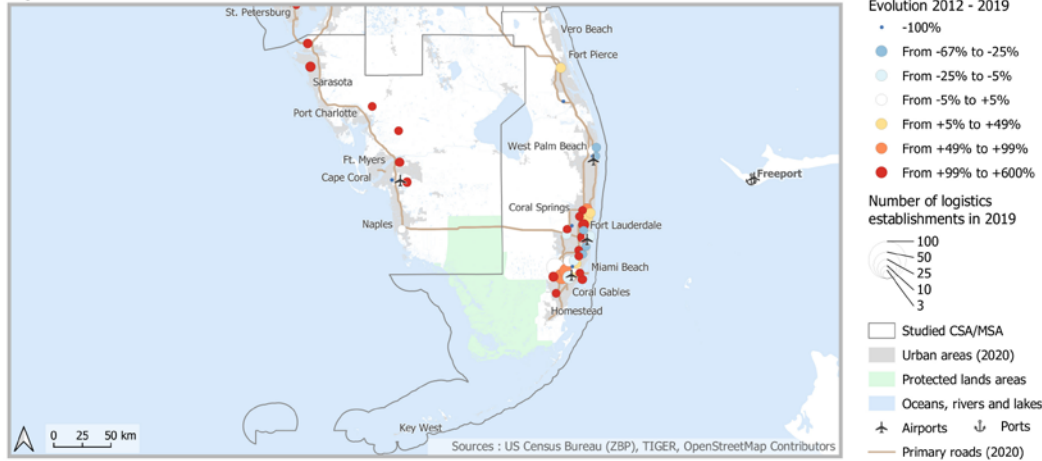 St. Petersburg
Vero Beach
Fort Pierce
Sarasota
Port Charlotte
West Palm Beach
Ft. Myers
Cape Coral
Freeport
Coral Springs
Naples
Fort Lauderdale
Miami Beach
Coral Gables
Homestead
Key West
0 25 50 km
Sources : US Census Bureau (ZBP), TIGER, OpenStreetMap Contributors
Evolution 2012 - 2019
-100%
From -67% to -25%
From -25% to -5%
From -5% to +5%
From +5% to +49%
From +49% to +99%
From +99% to +600%
Number of logistics
establishments in 2019
100
50
25
10
3
Studied CSA/MSA
Urban areas (2020)
Protected lands areas
Oceans, rivers and lakes
Airports Ports
Primary roads (2020)